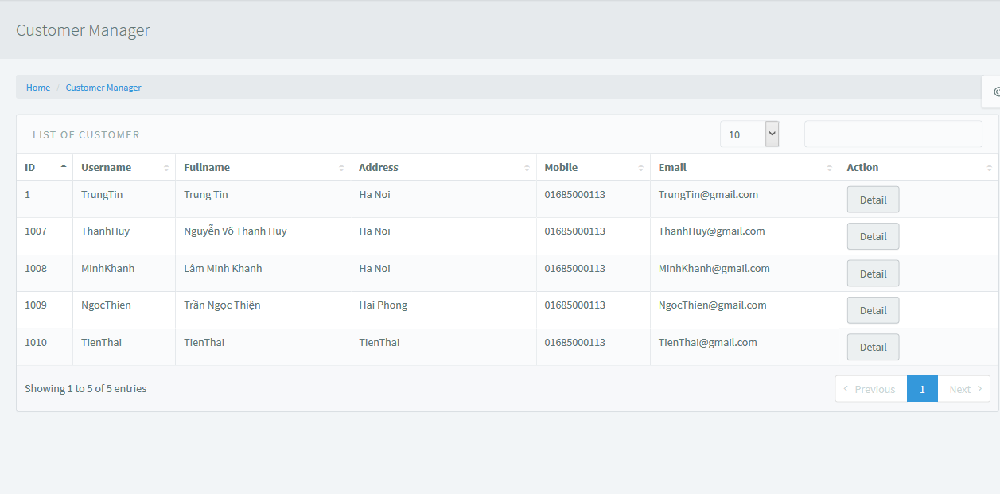 Customer Manager
Home / Customer Manager
LIST OF CUSTOMER 10
ID Username Fullname Address Mobile Email Action
1 TrungTin Trung Tin Ha Noi 01685000113 TrungTin@gmail.com Detail
1007 ThanhHuy Nguyễn Võ Thanh Huy Ha Noi 01685000113 ThanhHuy@gmail.com Detail
1008 MinhKhanh Lâm Minh Khanh Ha Noi 01685000113 MinhKhanh@gmail.com Detail
1009 NgocThien Trần Ngọc Thiện Hai Phong 01685000113 NgocThien@gmail.com Detail
1010 TienThai TienThai TienThai 01685000113 TienThai@gmail.com Detail
Showing 1 to 5 of 5 entries < Previous 1 Next >